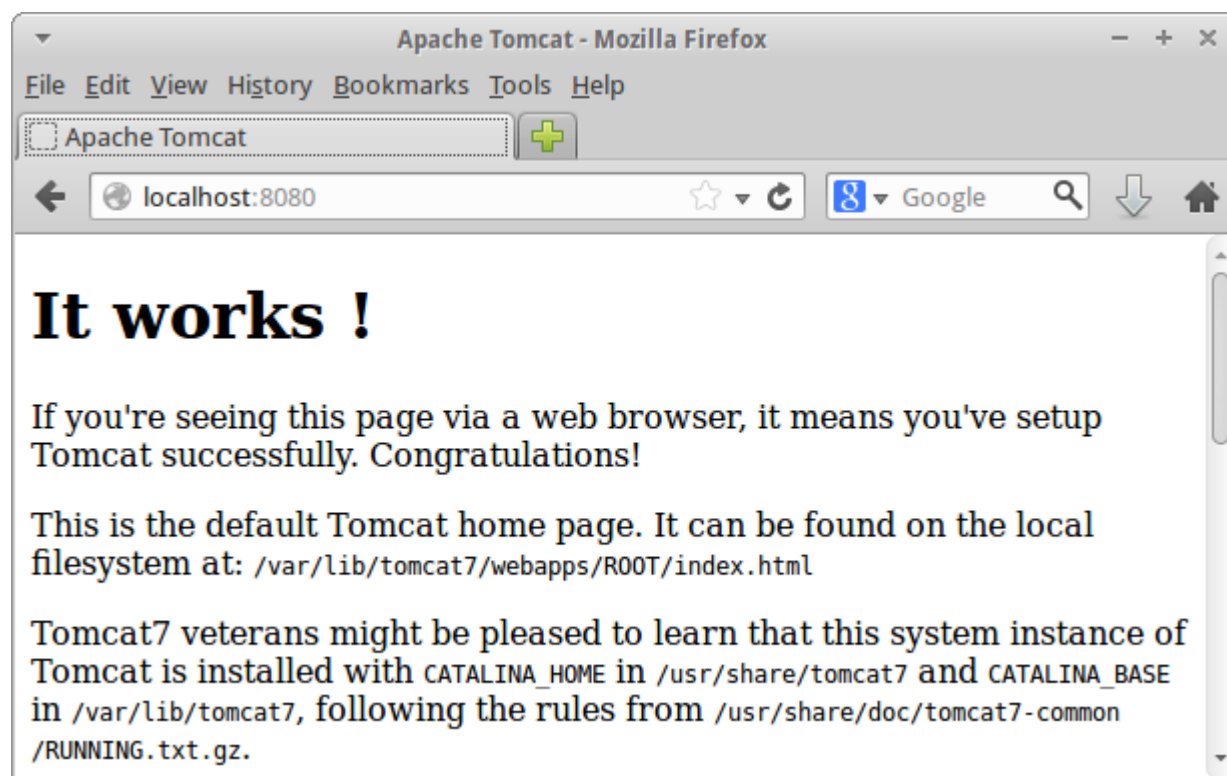 Apache Tomcat - Mozilla Firefox
File Edit View History Bookmarks Tools Help
Apache Tomcat
localhost:8080 Google
It works !
If you're seeing this page via a web browser, it means you've setup
Tomcat successfully. Congratulations!
This is the default Tomcat home page. It can be found on the local
filesystem at: /var/lib/tomcat7/webapps/ROOT/index.html
Tomcat7 veterans might be pleased to learn that this system instance of
Tomcat is installed with CATALINA_HOME in /usr/share/tomcat7 and CATALINA_BASE
in /var/lib/tomcat7, following the rules from /usr/share/doc/tomcat7-common
/RUNNING.txt.gz.